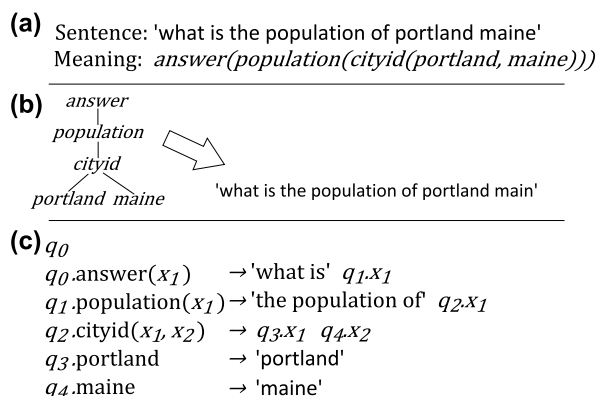 (a) Sentence: 'what is the population of portland maine'
Meaning: answer(population(cityid(portland, maine)))
(b) answer
population
cityid
portland maine
'what is the population of portland main'
(c) q0
q0.answer(x1) → 'what is' q1.x1
q1.population(x1) → 'the population of' q2.x1
q2.cityid(x1, x2) → q3.x1 q4.x2
q3.portland → 'portland'
q4.maine → 'maine'